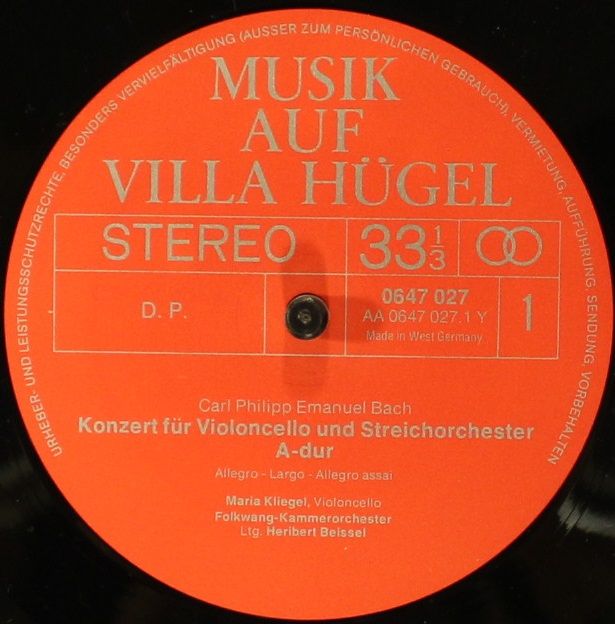 URHEBER- UND LEISTUNGSSCHUTZRECHTE, BESONDERS VERVIELFÄLTIGUNG (AUSSER ZUM PERSÖNLICHEN GEBRAUCH), VERMIETUNG, AUFFÜHRUNG, SENDUNG, VORBEHALTEN
MUSIK
AUF
VILLA HÜGEL
STEREO 33 1/3
D. P. 0647 027 1
AA 0647 027.1 Y
Made in West Germany
Carl Philipp Emanuel Bach
Konzert für Violoncello und Streichorchester
A-dur
Allegro - Largo - Allegro assai
Maria Kliegel, Violoncello
Folkwang-Kammerorchester
Ltg. Heribert Beissel